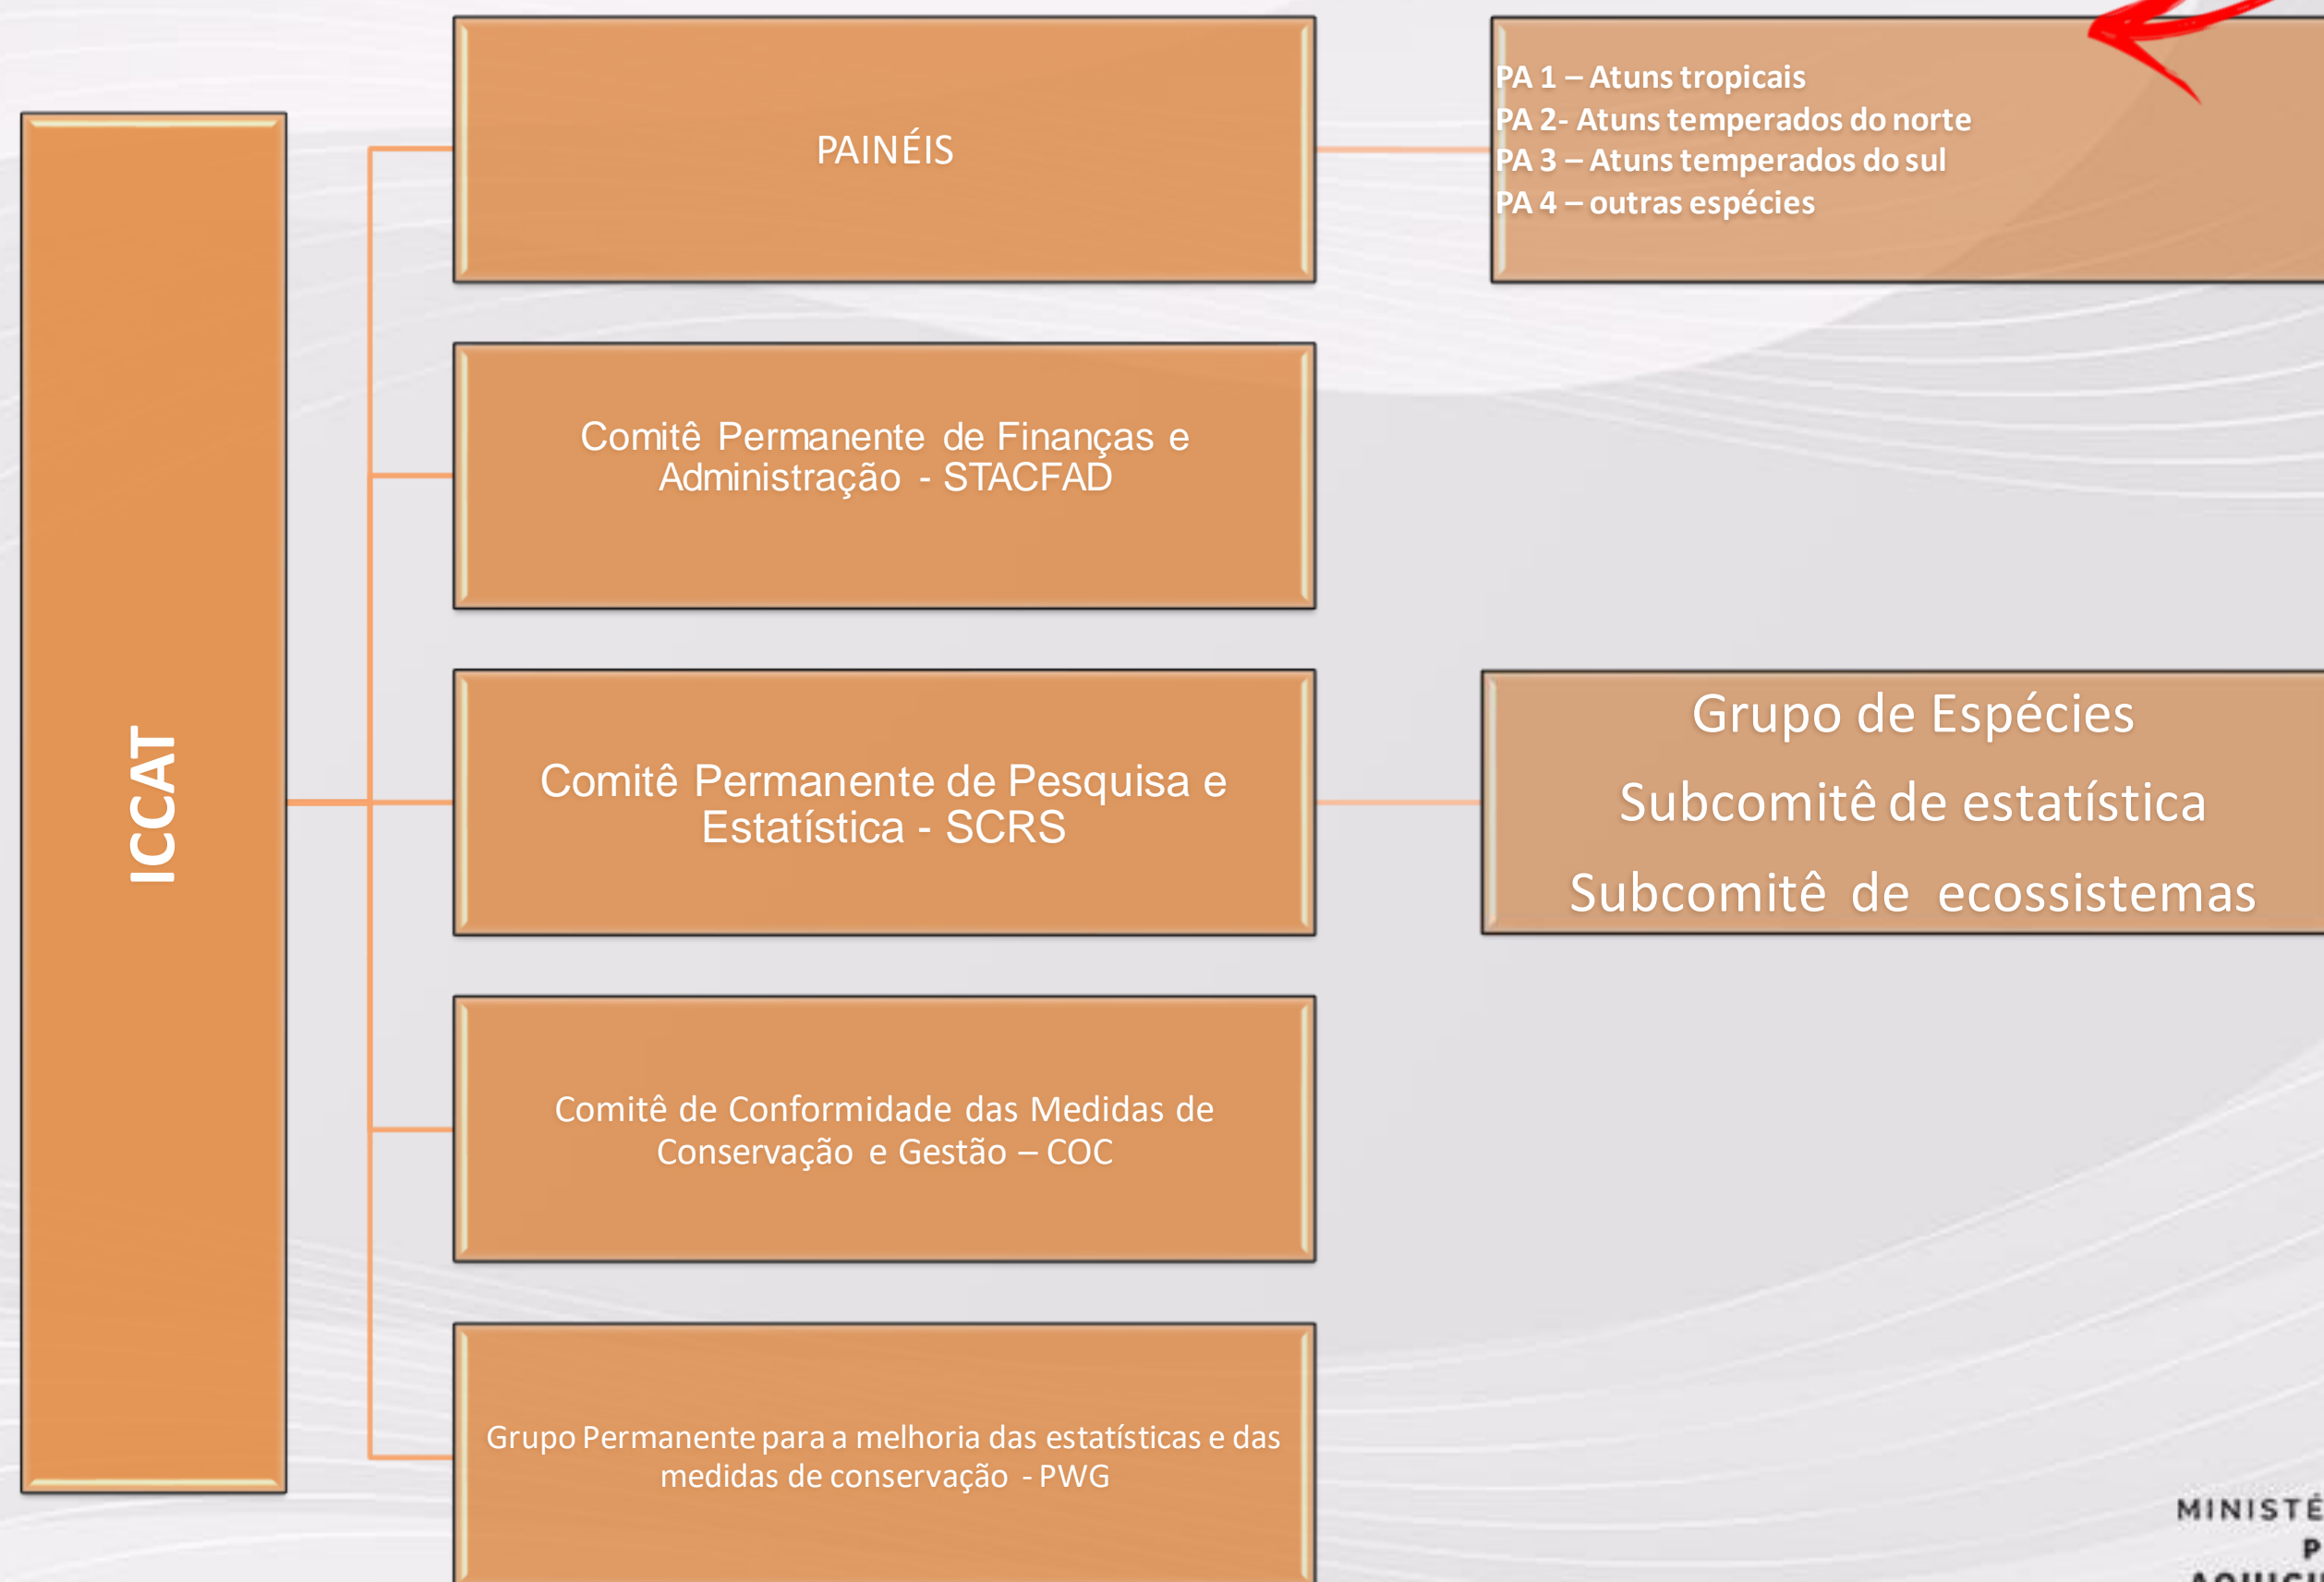 ICCAT
PAINÉIS
PA 1 – Atuns tropicais
PA 2- Atuns temperados do norte
PA 3 – Atuns temperados do sul
PA 4 – outras espécies
Comitê Permanente de Finanças e
Administração - STACFAD
Comitê Permanente de Pesquisa e
Estatística - SCRS
Grupo de Espécies
Subcomitê de estatística
Subcomitê de ecossistemas
Comitê de Conformidade das Medidas de
Conservação e Gestão – COC
Grupo Permanente para a melhoria das estatísticas e das
medidas de conservação - PWG
MINISTÉ
P